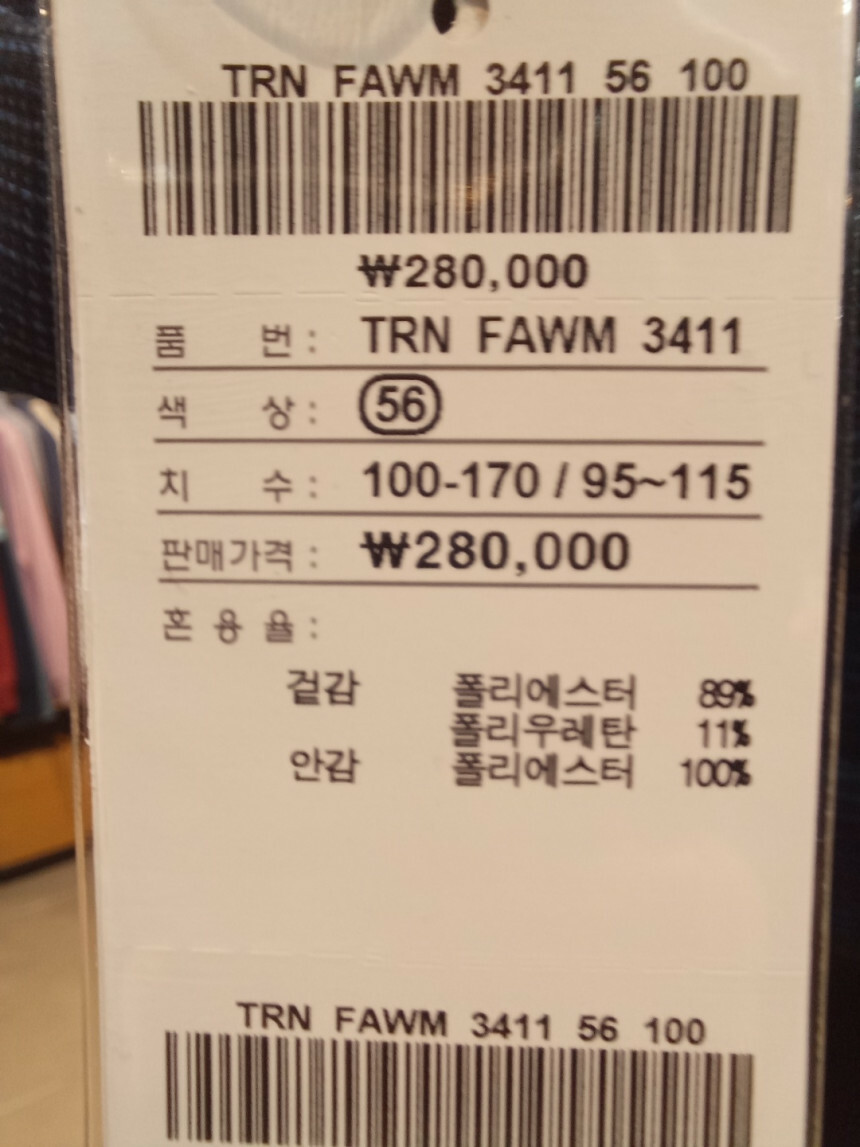 TRN FAWM 3411 56 100
₩280,000
품 번 : TRN FAWM 3411
색 상 : 56
치 수 : 100-170 / 95~115
판매가격 : ₩280,000
혼 용 율 :
겉감 폴리에스터 89%
폴리우레탄 11%
안감 폴리에스터 100%
TRN FAWM 3411 56 100